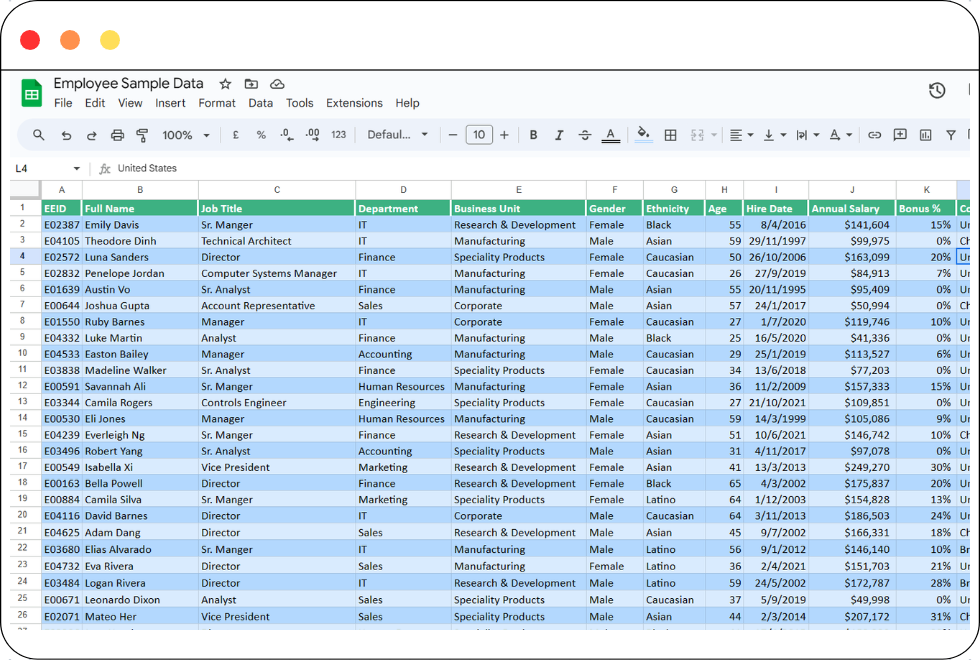 Employee Sample Data
File Edit View Insert Format Data Tools Extensions Help
100% £ % .0 .00 123 Defaul... − 10 + B I S A A
L4 fx United States
A B C D E F G H I J K
1 EEID Full Name Job Title Department Business Unit Gender Ethnicity Age Hire Date Annual Salary Bonus % Co
2 E02387 Emily Davis Sr. Manger IT Research & Development Female Black 55 8/4/2016 $141,604 15% Un
3 E04105 Theodore Dinh Technical Architect IT Manufacturing Male Asian 59 29/11/1997 $99,975 0% Ch
4 E02572 Luna Sanders Director Finance Speciality Products Female Caucasian 50 26/10/2006 $163,099 20% Un
5 E02832 Penelope Jordan Computer Systems Manager IT Manufacturing Female Caucasian 26 27/9/2019 $84,913 7% Un
6 E01639 Austin Vo Sr. Analyst Finance Manufacturing Male Asian 55 20/11/1995 $95,409 0% Un
7 E00644 Joshua Gupta Account Representative Sales Corporate Male Asian 57 24/1/2017 $50,994 0% Ch
8 E01550 Ruby Barnes Manager IT Corporate Female Caucasian 27 1/7/2020 $119,746 10% Un
9 E04332 Luke Martin Analyst Finance Manufacturing Male Black 25 16/5/2020 $41,336 0% Un
10 E04533 Easton Bailey Manager Accounting Manufacturing Male Caucasian 29 25/1/2019 $113,527 6% Un
11 E03838 Madeline Walker Sr. Analyst Finance Speciality Products Female Caucasian 34 13/6/2018 $77,203 0% Un
12 E00591 Savannah Ali Sr. Manger Human Resources Manufacturing Female Asian 36 11/2/2009 $157,333 15% Un
13 E03344 Camila Rogers Controls Engineer Engineering Speciality Products Female Caucasian 27 21/10/2021 $109,851 0% Un
14 E00530 Eli Jones Manager Human Resources Manufacturing Male Caucasian 59 14/3/1999 $105,086 9% Un
15 E04239 Everleigh Ng Sr. Manger Finance Research & Development Female Asian 51 10/6/2021 $146,742 10% Ch
16 E03496 Robert Yang Sr. Analyst Accounting Speciality Products Male Asian 31 4/11/2017 $97,078 0% Un
17 E00549 Isabella Xi Vice President Marketing Research & Development Female Asian 41 13/3/2013 $249,270 30% Un
18 E00163 Bella Powell Director Finance Research & Development Female Black 65 4/3/2002 $175,837 20% Un
19 E00884 Camila Silva Sr. Manger Marketing Speciality Products Female Latino 64 1/12/2003 $154,828 13% Un
20 E04116 David Barnes Director IT Corporate Male Caucasian 64 3/11/2013 $186,503 24% Un
21 E04625 Adam Dang Director Sales Research & Development Male Asian 45 9/7/2002 $166,331 18% Ch
22 E03680 Elias Alvarado Sr. Manger IT Manufacturing Male Latino 56 9/1/2012 $146,140 10% Br
23 E04732 Eva Rivera Director Sales Manufacturing Female Latino 36 2/4/2021 $151,703 21% Un
24 E03484 Logan Rivera Director IT Research & Development Male Latino 59 24/5/2002 $172,787 28% Br
25 E00671 Leonardo Dixon Analyst Sales Speciality Products Male Caucasian 37 5/9/2019 $49,998 0% Un
26 E02071 Mateo Her Vice President Sales Speciality Products Male Asian 44 2/3/2014 $207,172 31% Ch